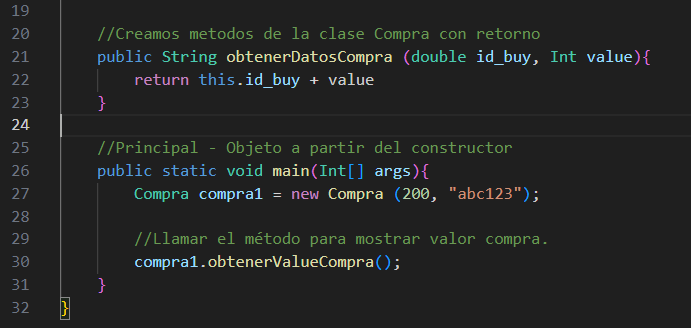 19
20 //Creamos metodos de la clase Compra con retorno
21 public String obtenerDatosCompra (double id_buy, Int value){
22 return this.id_buy + value
23 }
24
25 //Principal - Objeto a partir del constructor
26 public static void main(Int[] args){
27 Compra compra1 = new Compra (200, "abc123");
28
29 //Llamar el método para mostrar valor compra.
30 compra1.obtenerValueCompra();
31 }
32 }